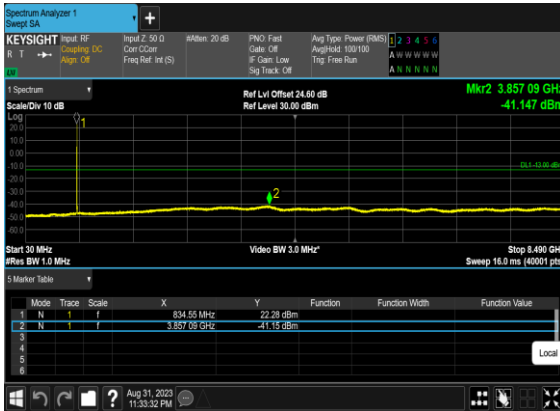 Spectrum Analyzer 1
Swept SA
+
KEYSIGHT Input: RF
R T Coupling: DC
Align: Off
LXI
Input Z: 50 Ω
Corr CCorr
Freq Ref: Int (S)
#Atten: 20 dB
PNO: Fast
Gate: Off
IF Gain: Low
Sig Track: Off
Avg Type: Power (RMS)
Avg|Hold: 100/100
Trig: Free Run
1 2 3 4 5 6
A W W W W W
A N N N N N
1 Spectrum
Scale/Div 10 dB
Ref Lvl Offset 24.60 dB
Ref Level 30.00 dBm
Mkr2 3.857 09 GHz
-41.147 dBm
Log
20.0
10.0
0.00
-10.0
-20.0
-30.0
-40.0
-50.0
-60.0
1
2
DL1 -13.00 dBm
Start 30 MHz
#Res BW 1.0 MHz
Video BW 3.0 MHz*
Stop 8.490 GH
Sweep 16.0 ms (40001 pts
5 Marker Table
Mode Trace Scale X Y Function Function Width Function Value
1 N 1 f 834.55 MHz 22.28 dBm
2 N 1 f 3.857 09 GHz -41.15 dBm
3
4
5
6
Local
?
Aug 31, 2023
11:33:32 PM